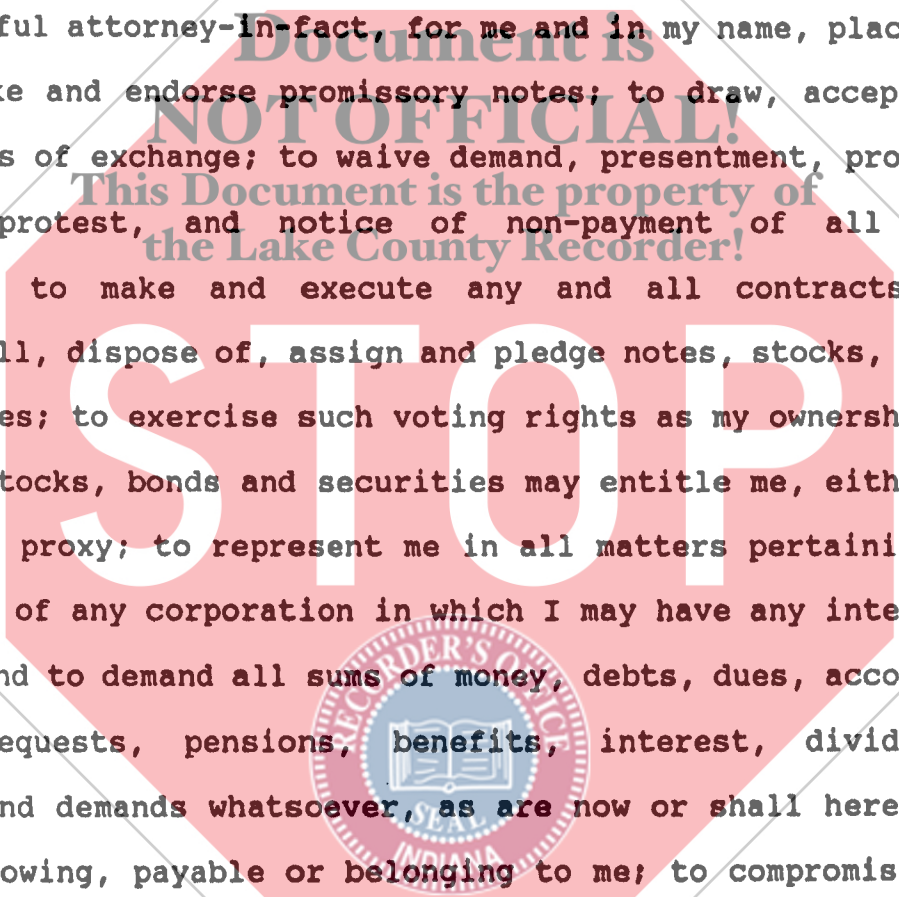 ful attorney-in-fact, for me and in my name, plac
Document is
ke and endorse promissory notes; to draw, accep
NOT OFFICIAL!
s of exchange; to waive demand, presentment, pro
This Document is the property of
protest, and notice of non-payment of all
the Lake County Recorder!
to make and execute any and all contracts
ll, dispose of, assign and pledge notes, stocks,
es; to exercise such voting rights as my ownersh
STOP
tocks, bonds and securities may entitle me, eith
proxy; to represent me in all matters pertaini
of any corporation in which I may have any inte
RECORDER'S OFFICE
nd to demand all sums of money, debts, dues, acco
equests, pensions, benefits, interest, divid
nd demands whatsoever, as are now or shall here
SEAL
INDIANA
owing, payable or belonging to me; to compromis